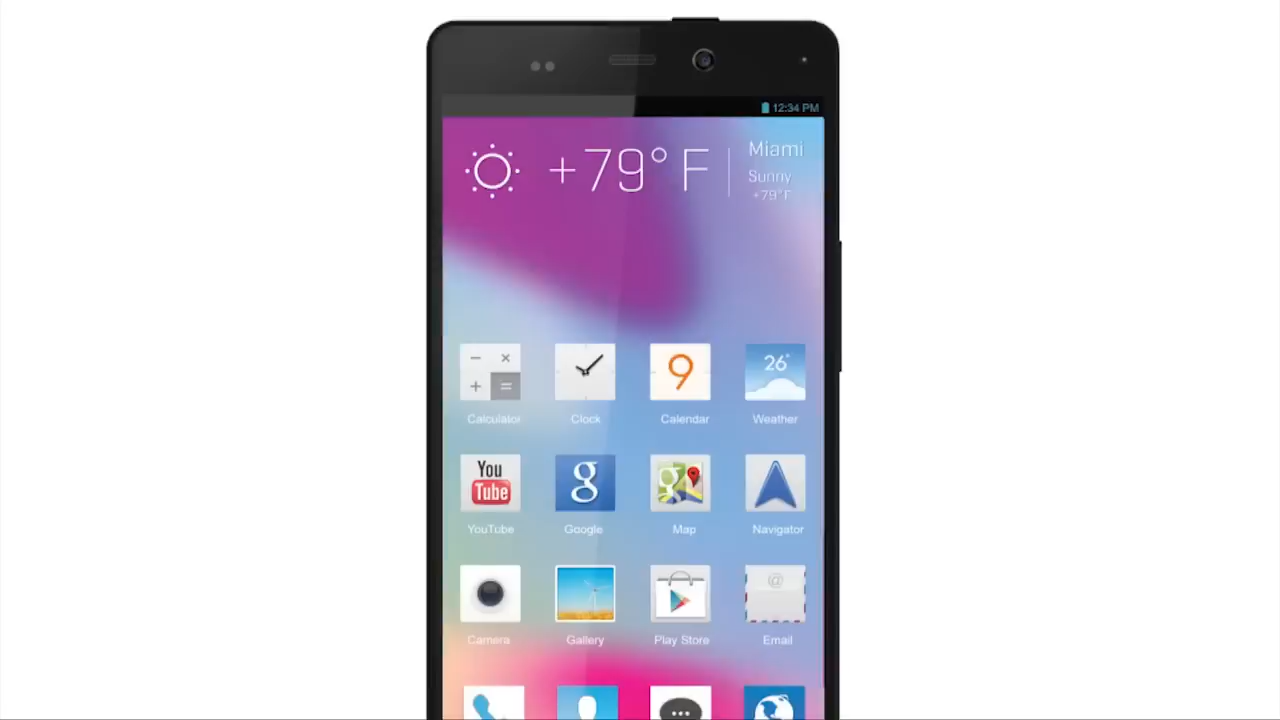 12:34 PM
+79° F
Miami
Sunny
+79°F
− ×
+ =
9
26°
Calculator
Clock
Calendar
Weather
You
Tube
g
g
YouTube
Google
Map
Navigator
@
Camera
Gallery
Play Store
Email